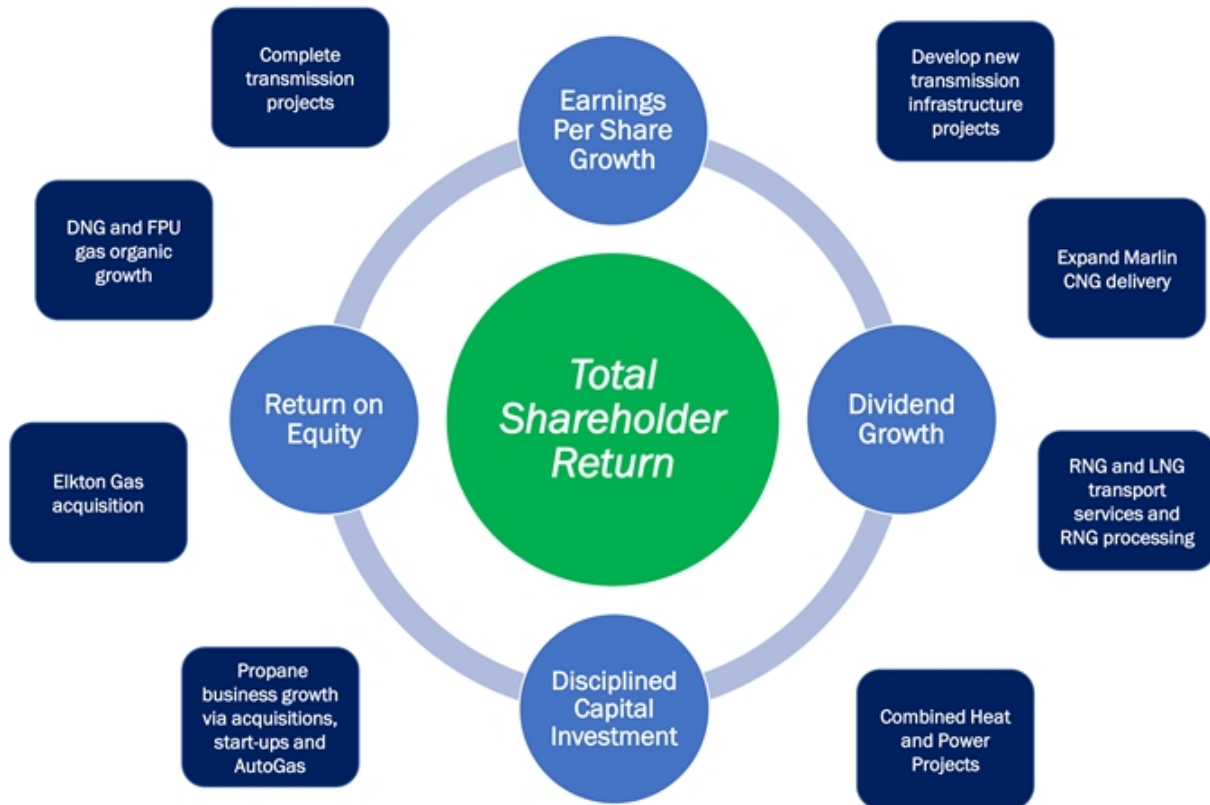 Complete
transmission
projects
Earnings
Per Share
Growth
Develop new
transmission
infrastructure
projects
DNG and FPU
gas organic
growth
Expand Marlin
CNG delivery
Return on
Equity
Total
Shareholder
Return
Dividend
Growth
Elkton Gas
acquisition
RNG and LNG
transport
services and
RNG processing
Propane
business growth
via acquisitions,
start-ups and
AutoGas
Disciplined
Capital
Investment
Combined Heat
and Power
Projects